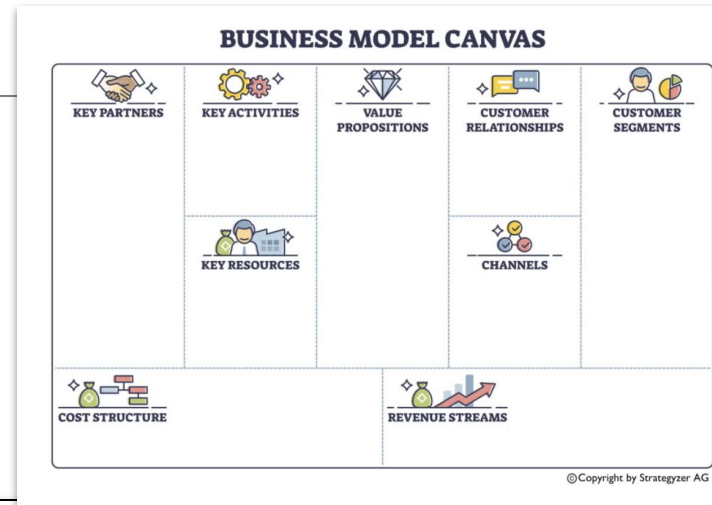 BUSINESS MODEL CANVAS
KEY PARTNERS
KEY ACTIVITIES
VALUE
PROPOSITIONS
CUSTOMER
RELATIONSHIPS
CUSTOMER
SEGMENTS
KEY RESOURCES
CHANNELS
COST STRUCTURE
REVENUE STREAMS
©Copyright by Strategyzer AG